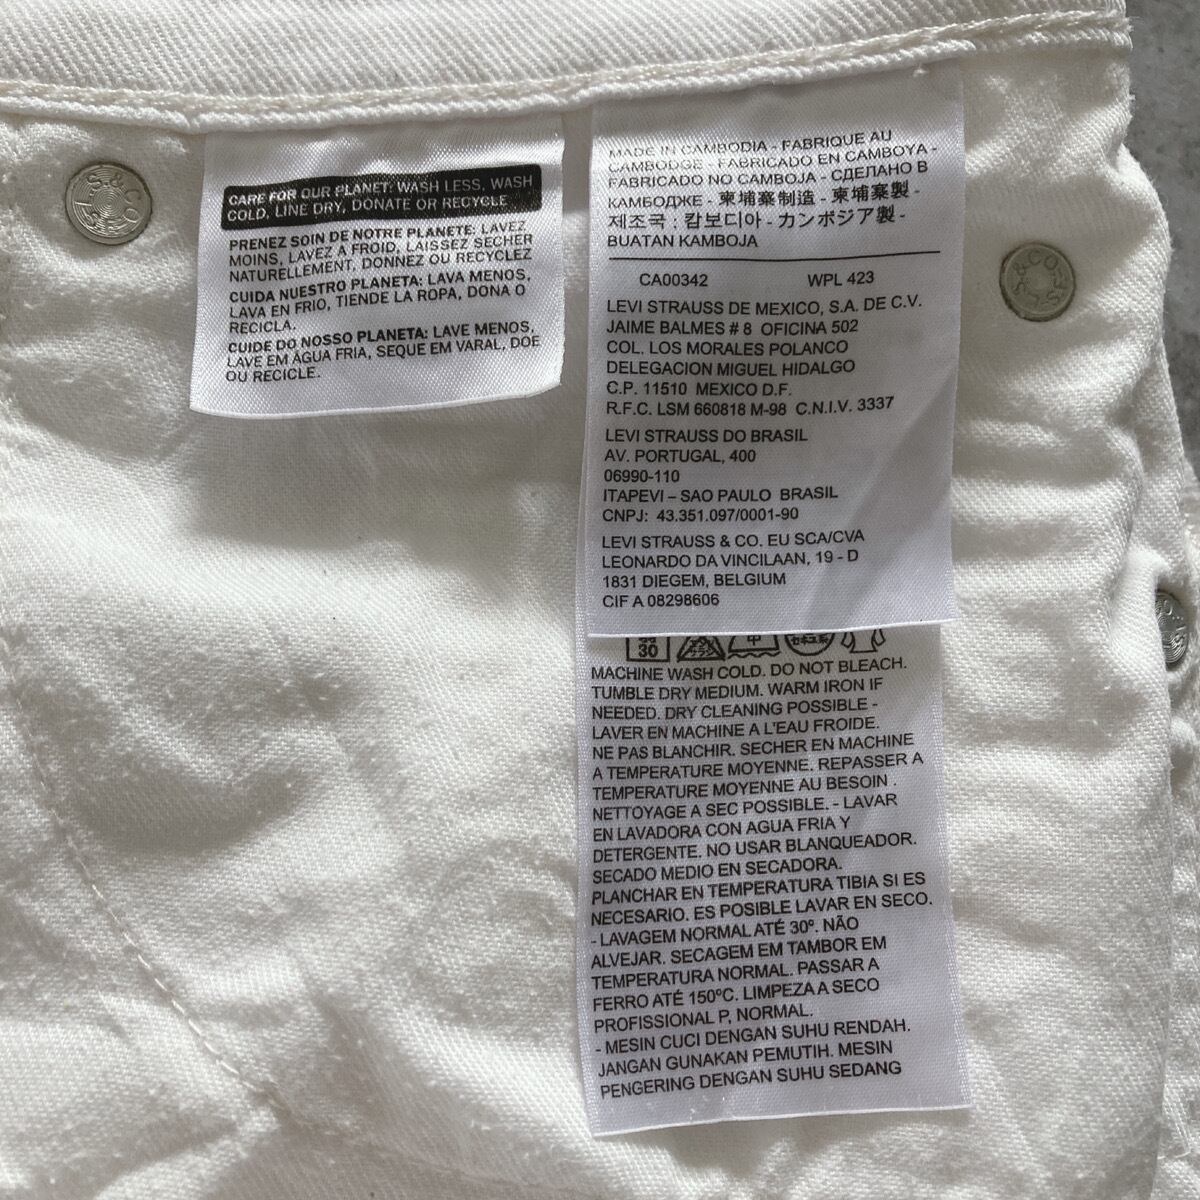 CARE FOR OUR PLANET: WASH LESS, WASH
COLD, LINE DRY, DONATE OR RECYCLE
PRENEZ SOIN DE NOTRE PLANETE: LAVEZ
MOINS, LAVEZ A FROID, LAISSEZ SECHER
NATURELLEMENT, DONNEZ OU RECYCLEZ
CUIDA NUESTRO PLANETA: LAVA MENOS,
LAVA EN FRIO, TIENDE LA ROPA, DONA O
RECICLA.
CUIDE DO NOSSO PLANETA: LAVE MENOS,
LAVE EM ÀGUA FRIA, SEQUE EM VARAL, DOE
OU RECICLE.
MADE IN CAMBODIA - FABRIQUE AU
CAMBODGE - FABRICADO EN CAMBOYA -
FABRICADO NO CAMBOJA - СДЕЛАНО В
КАМБОДЖЕ - 柬埔寨制造 - 柬埔寨製 -
제조국 : 캄보디아 - カンボジア製 -
BUATAN KAMBOJA
CA00342 WPL 423
LEVI STRAUSS DE MEXICO, S.A. DE C.V.
JAIME BALMES # 8 OFICINA 502
COL. LOS MORALES POLANCO
DELEGACION MIGUEL HIDALGO
C.P. 11510 MEXICO D.F.
R.F.C. LSM 660818 M-98 C.N.I.V. 3337
LEVI STRAUSS DO BRASIL
AV. PORTUGAL, 400
06990-110
ITAPEVI – SAO PAULO BRASIL
CNPJ: 43.351.097/0001-90
LEVI STRAUSS & CO. EU SCA/CVA
LEONARDO DA VINCILAAN, 19 - D
1831 DIEGEM, BELGIUM
CIF A 08298606
30 中
MACHINE WASH COLD. DO NOT BLEACH.
TUMBLE DRY MEDIUM. WARM IRON IF
NEEDED. DRY CLEANING POSSIBLE -
LAVER EN MACHINE A L'EAU FROIDE.
NE PAS BLANCHIR. SECHER EN MACHINE
A TEMPERATURE MOYENNE. REPASSER A
TEMPERATURE MOYENNE AU BESOIN .
NETTOYAGE A SEC POSSIBLE. - LAVAR
EN LAVADORA CON AGUA FRIA Y
DETERGENTE. NO USAR BLANQUEADOR.
SECADO MEDIO EN SECADORA.
PLANCHAR EN TEMPERATURA TIBIA SI ES
NECESARIO. ES POSIBLE LAVAR EN SECO.
- LAVAGEM NORMAL ATÉ 30º. NÃO
ALVEJAR. SECAGEM EM TAMBOR EM
TEMPERATURA NORMAL. PASSAR A
FERRO ATÉ 150ºC. LIMPEZA A SECO
PROFISSIONAL P, NORMAL.
- MESIN CUCI DENGAN SUHU RENDAH.
JANGAN GUNAKAN PEMUTIH. MESIN
PENGERING DENGAN SUHU SEDANG